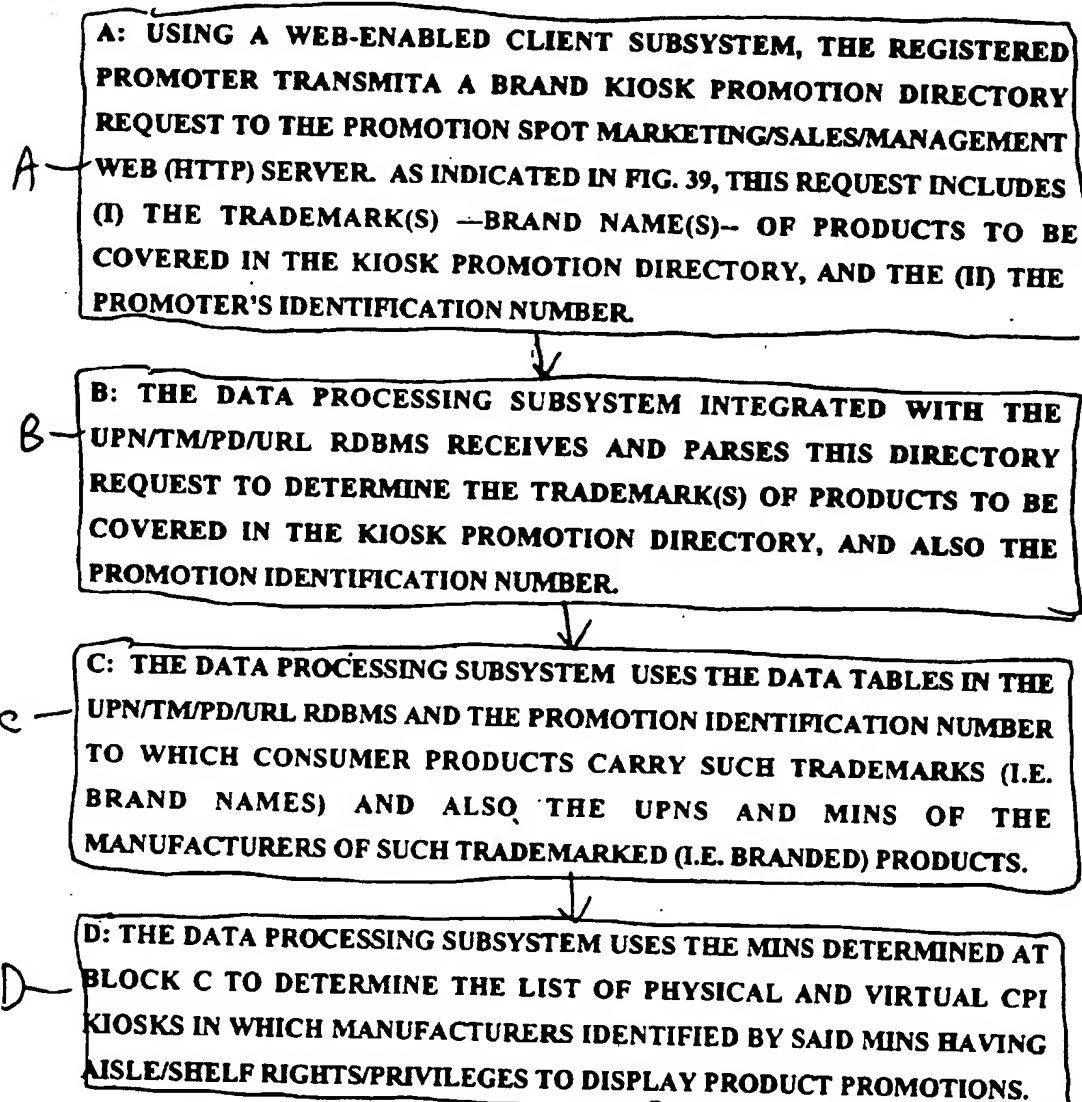 A: USING A WEB-ENABLED CLIENT SUBSYSTEM, THE REGISTERED
PROMOTER TRANSMITA A BRAND KIOSK PROMOTION DIRECTORY
REQUEST TO THE PROMOTION SPOT MARKETING/SALES/MANAGEMENT
A
WEB (HTTP) SERVER. AS INDICATED IN FIG. 39, THIS REQUEST INCLUDES
(I) THE TRADEMARK(S) —BRAND NAME(S)-- OF PRODUCTS TO BE
COVERED IN THE KIOSK PROMOTION DIRECTORY, AND THE (II) THE
PROMOTER'S IDENTIFICATION NUMBER.
B: THE DATA PROCESSING SUBSYSTEM INTEGRATED WITH THE
B
UPN/TM/PD/URL RDBMS RECEIVES AND PARSES THIS DIRECTORY
REQUEST TO DETERMINE THE TRADEMARK(S) OF PRODUCTS TO BE
COVERED IN THE KIOSK PROMOTION DIRECTORY, AND ALSO THE
PROMOTION IDENTIFICATION NUMBER.
C: THE DATA PROCESSING SUBSYSTEM USES THE DATA TABLES IN THE
C
UPN/TM/PD/URL RDBMS AND THE PROMOTION IDENTIFICATION NUMBER
TO WHICH CONSUMER PRODUCTS CARRY SUCH TRADEMARKS (I.E.
BRAND NAMES) AND ALSO THE UPNS AND MINS OF THE
MANUFACTURERS OF SUCH TRADEMARKED (I.E. BRANDED) PRODUCTS.
D: THE DATA PROCESSING SUBSYSTEM USES THE MINS DETERMINED AT
D
BLOCK C TO DETERMINE THE LIST OF PHYSICAL AND VIRTUAL CPI
KIOSKS IN WHICH MANUFACTURERS IDENTIFIED BY SAID MINS HAVING
AISLE/SHELF RIGHTS/PRIVILEGES TO DISPLAY PRODUCT PROMOTIONS.